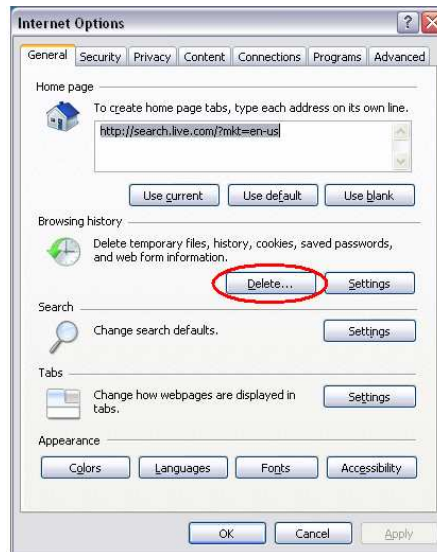 Internet Options
General Security Privacy Content Connections Programs Advanced
Home page
To create home page tabs, type each address on its own line.
http://search.live.com/?mkt=en-us
Use current Use default Use blank
Browsing history
Delete temporary files, history, cookies, saved passwords,
and web form information.
Delete... Settings
Search
Change search defaults. Settings
Tabs
Change how webpages are displayed in
tabs.
Settings
Appearance
Colors Languages Fonts Accessibility
OK Cancel Apply